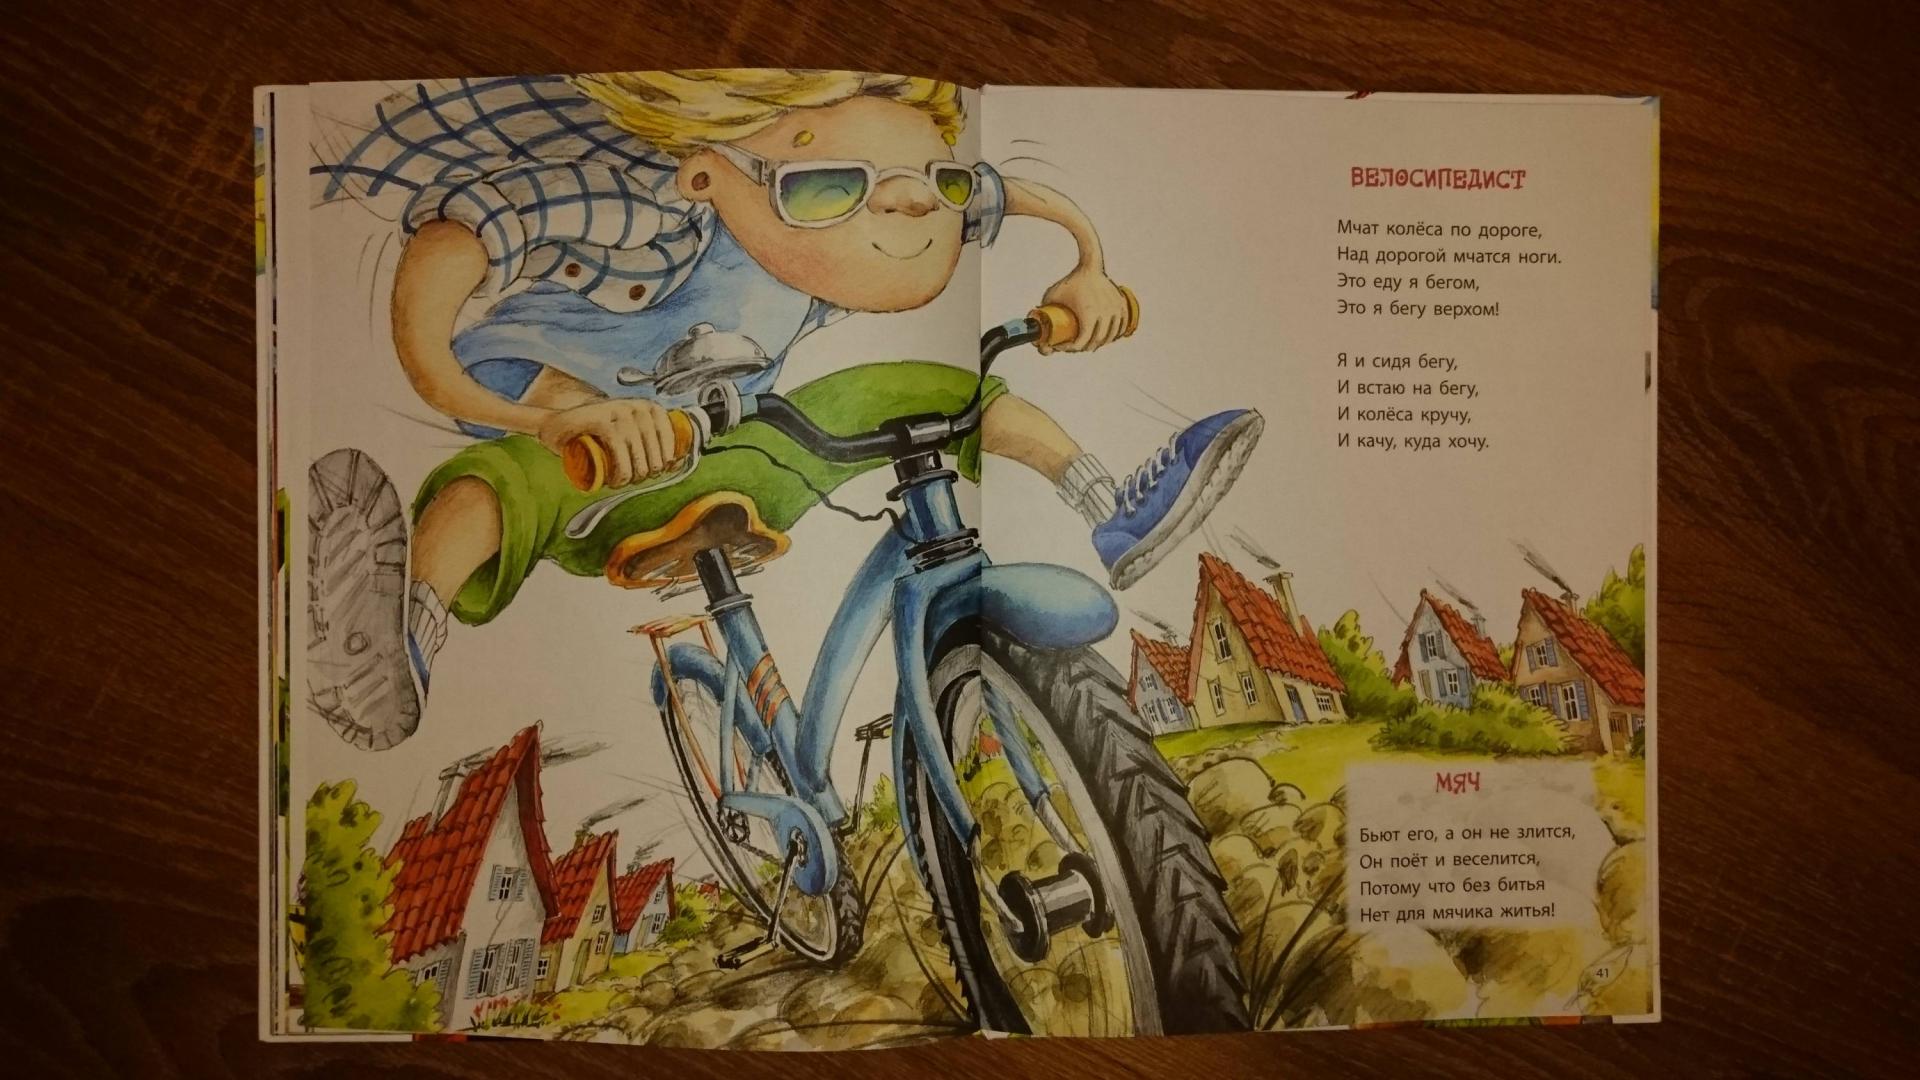 ВЕЛОСИПЕДИСТ
Мчат колёса по дороге,
Над дорогой мчатся ноги.
Это еду я бегом,
Это я бегу верхом!
Я и сидя бегу,
И встаю на бегу,
И колёса кручу,
И качу, куда хочу.
МЯЧ
Бьют его, а он не злится,
Он поёт и веселится,
Потому что без битья
Нет для мячика житья!
41